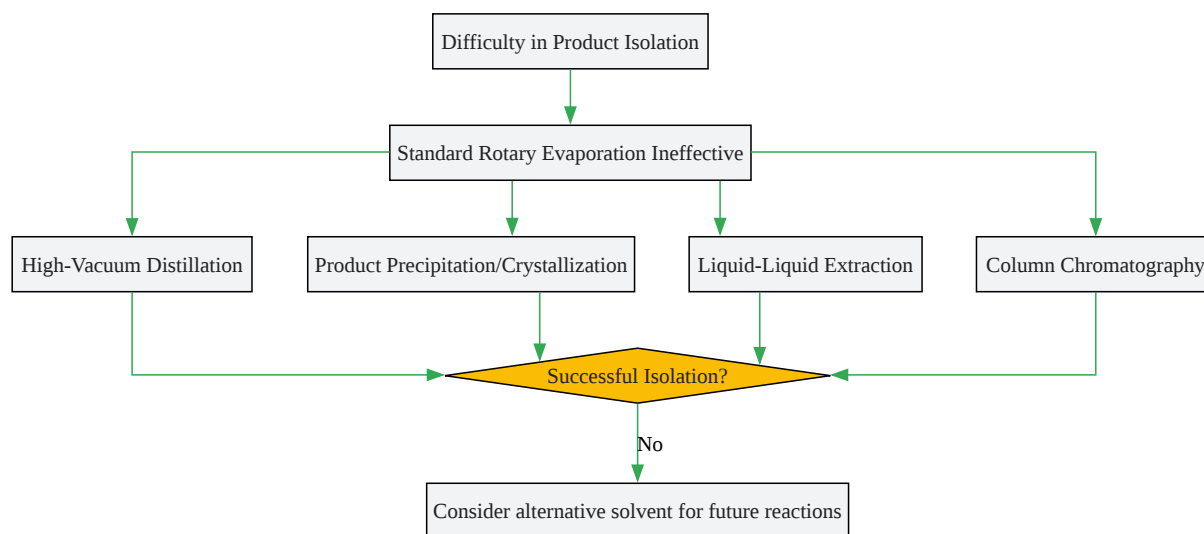 Difficulty in Product Isolation
Standard Rotary Evaporation Ineffective
High-Vacuum Distillation
Product Precipitation/Crystallization
Liquid-Liquid Extraction
Column Chromatography
Successful Isolation?
No
Consider alternative solvent for future reactions